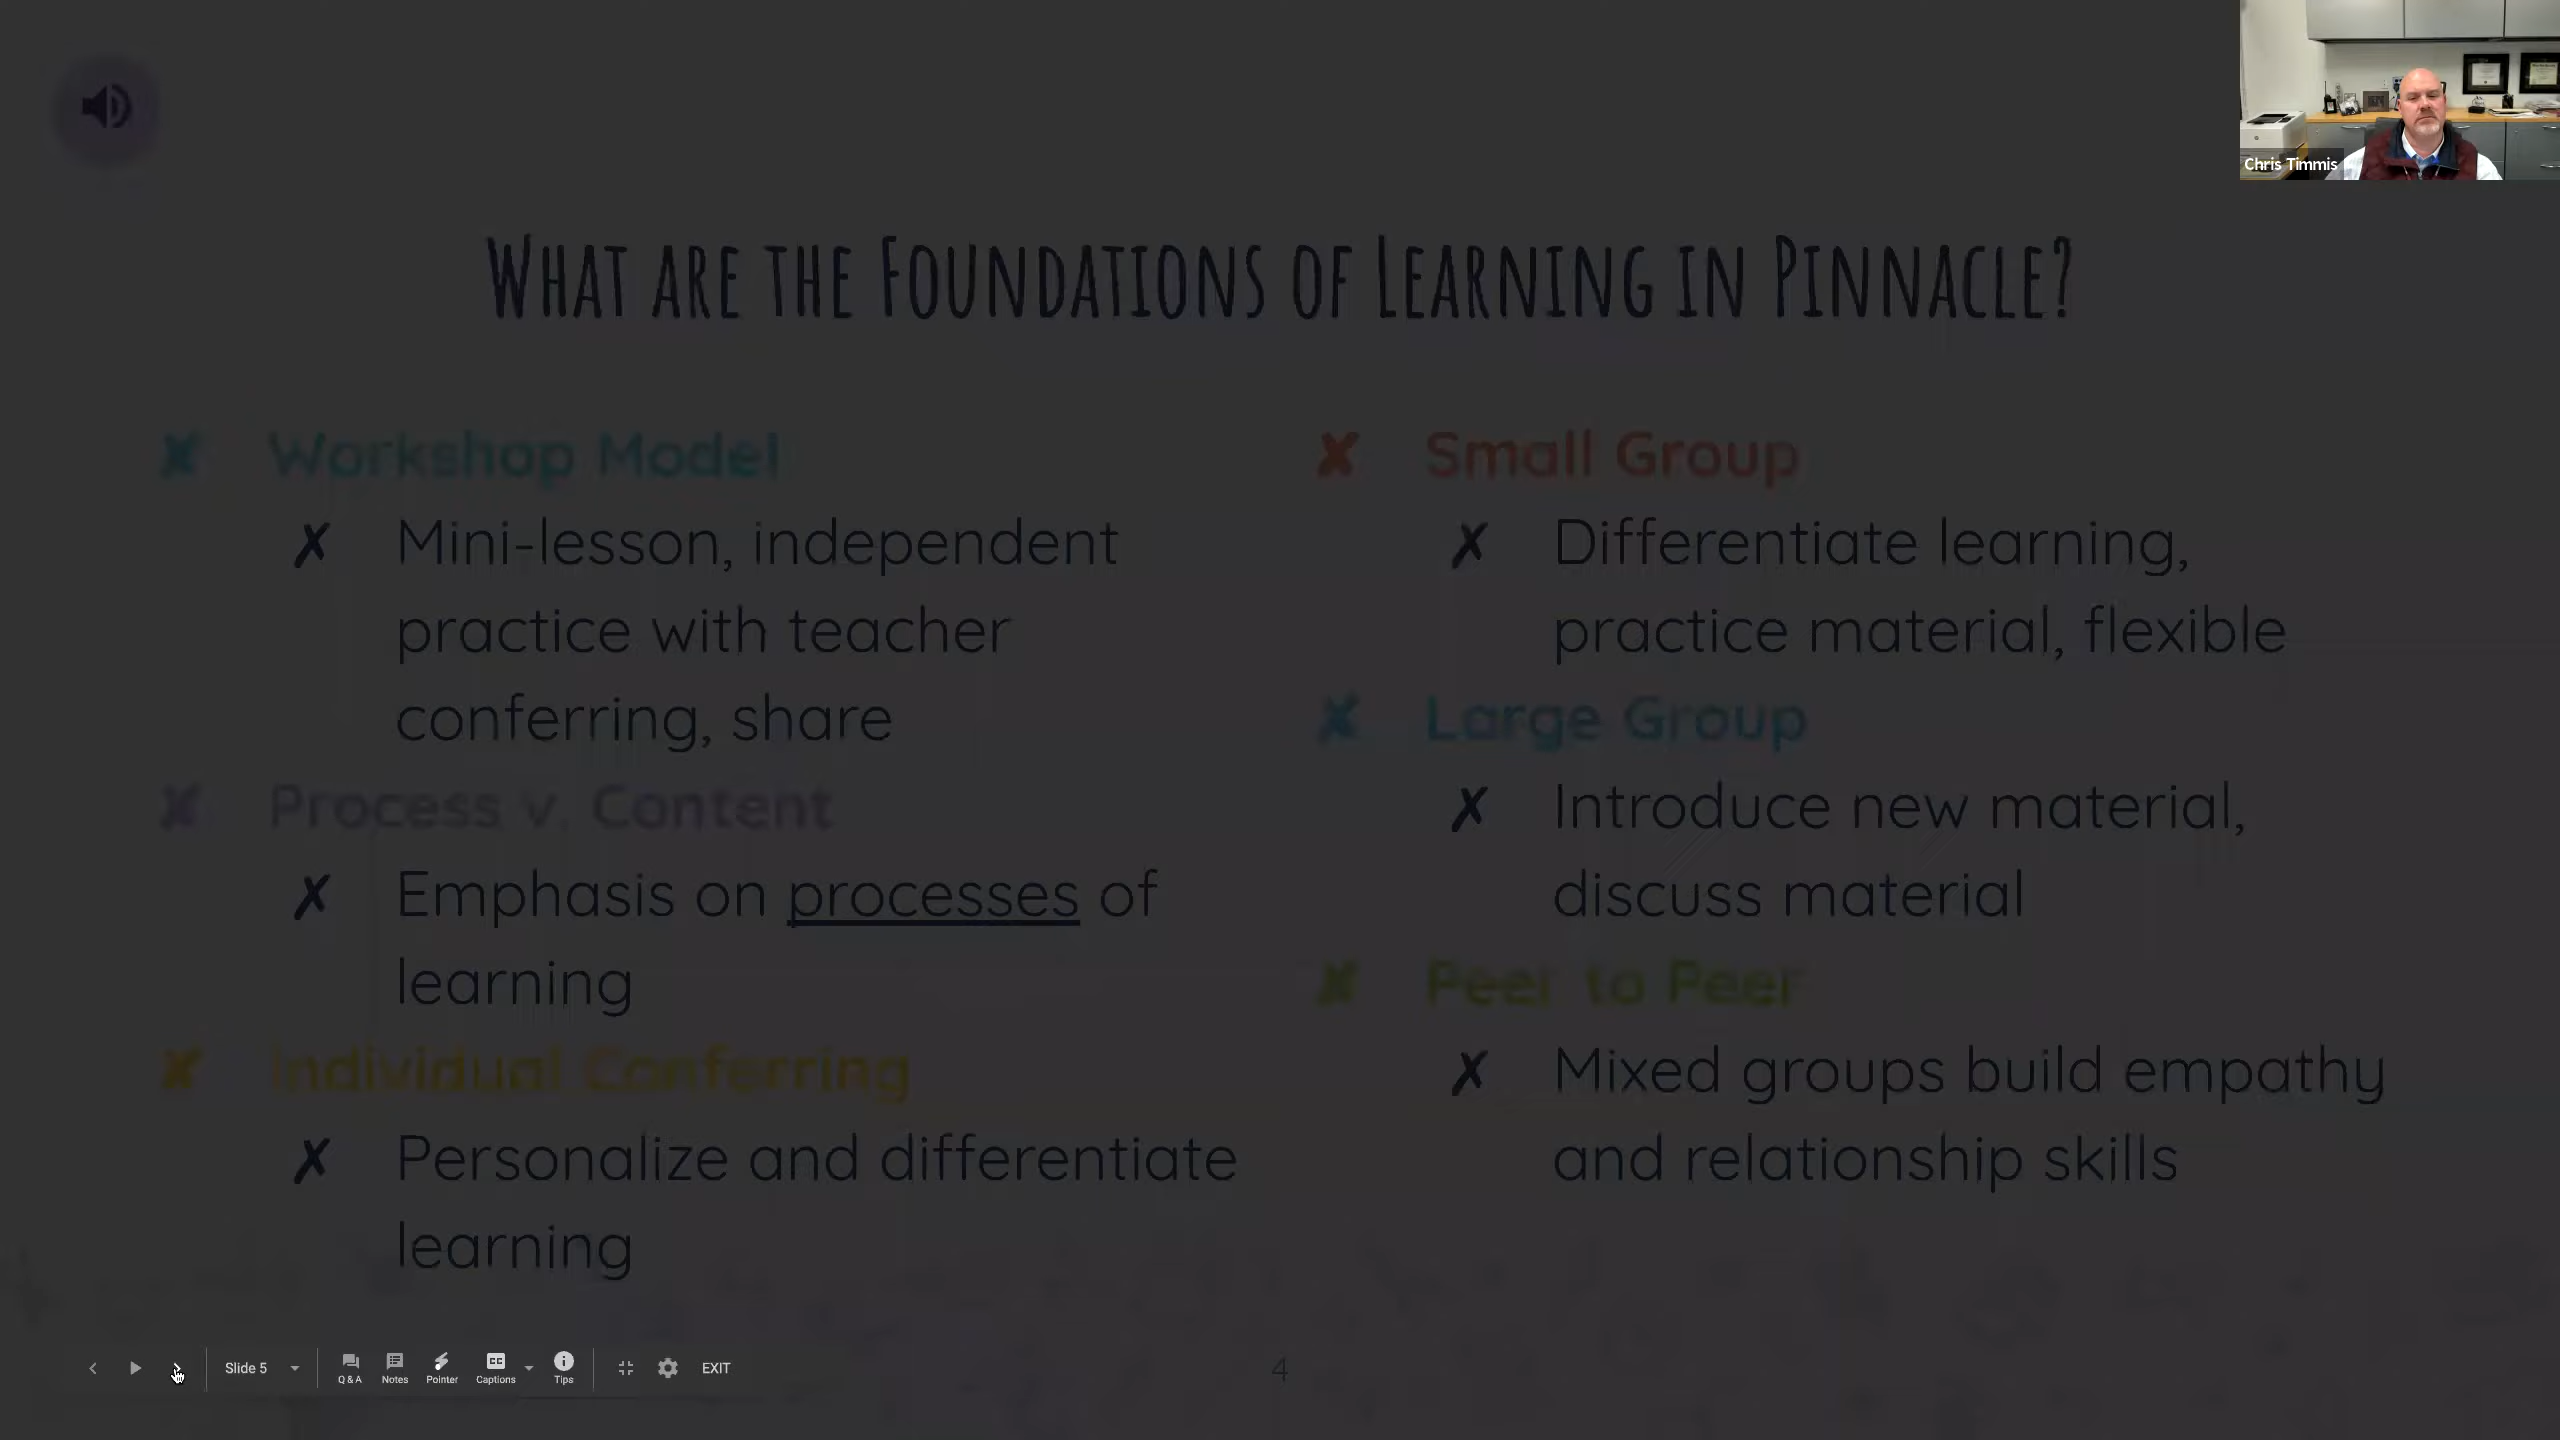 Chris Timmis
What are the Foundations of Learning in Pinnacle?
✘ Workshop Model
✗ Mini-lesson, independent
practice with teacher
conferring, share
✘ Process v. Content
✗ Emphasis on processes of
learning
✘ Individual Conferring
✗ Personalize and differentiate
learning
✘ Small Group
✗ Differentiate learning,
practice material, flexible
✘ Large Group
✗ Introduce new material,
discuss material
✘ Peer to Peer
✗ Mixed groups build empathy
and relationship skills
Slide 5
Q&A
Notes
Pointer
CC
Captions
Tips
EXIT
4